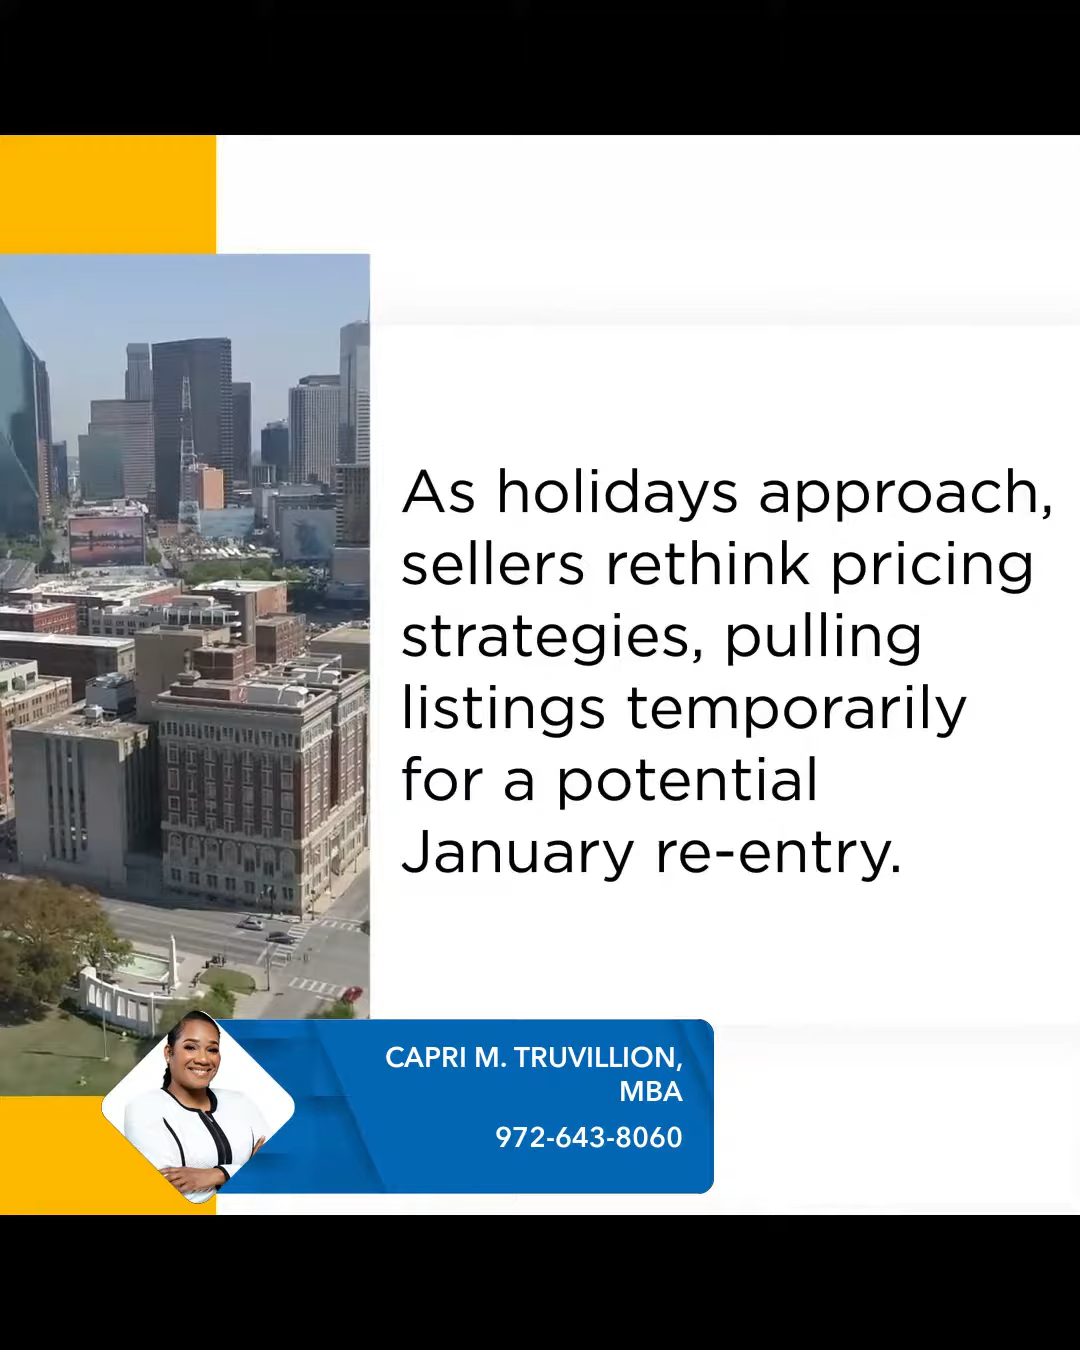 As holidays approach,
sellers rethink pricing
strategies, pulling
listings temporarily
for a potential
January re-entry.
CAPRI M. TRUVILLION,
MBA
972-643-8060